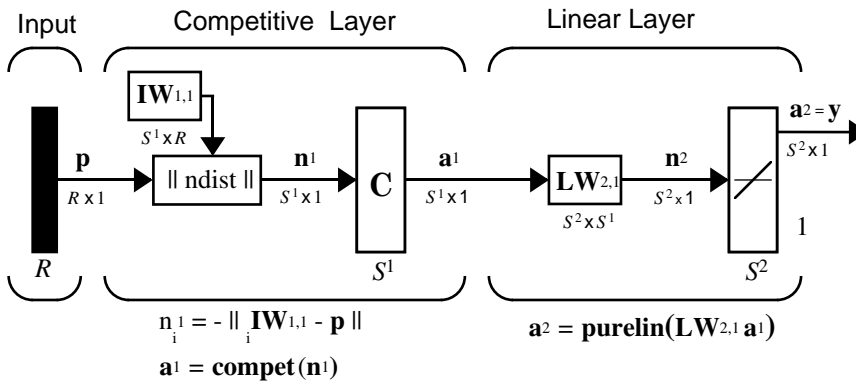 Input
Competitive Layer
Linear Layer
IW1,1
S1 x R
p
R x 1
|| ndist ||
n1
S1 x 1
C
a1
S1 x 1
LW2,1
S2 x S1
n2
S2 x 1
a2 = y
S2 x 1
1
R
S1
S2
ni1 = - || iIW1,1 - p ||
a1 = compet(n1)
a2 = purelin(LW2,1 a1)